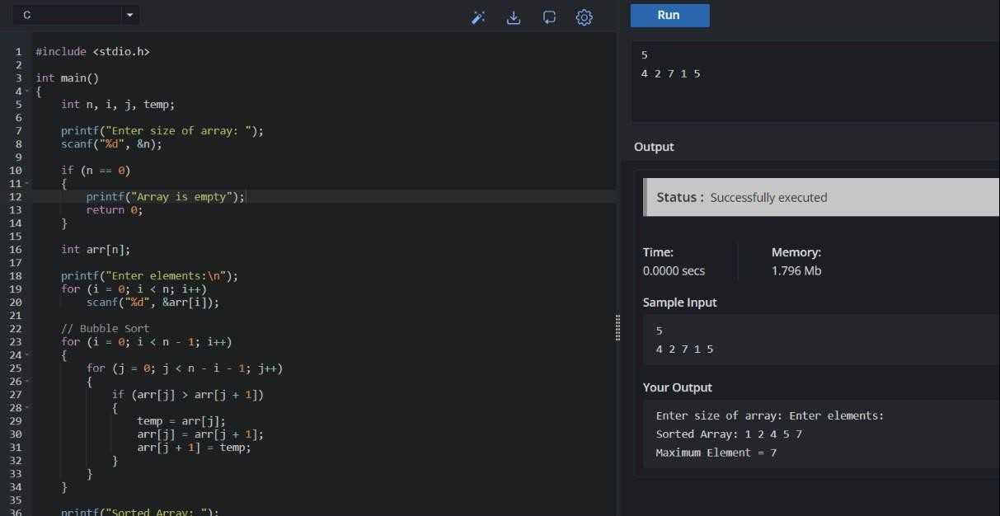 C
1 #include <stdio.h>
2
3 int main()
4 {
5     int n, i, j, temp;
6
7     printf("Enter size of array: ");
8     scanf("%d", &n);
9
10     if (n == 0)
11     {
12         printf("Array is empty");
13         return 0;
14     }
15
16     int arr[n];
17
18     printf("Enter elements:\n");
19     for (i = 0; i < n; i++)
20         scanf("%d", &arr[i]);
21
22     // Bubble Sort
23     for (i = 0; i < n - 1; i++)
24     {
25         for (j = 0; j < n - i - 1; j++)
26         {
27             if (arr[j] > arr[j + 1])
28             {
29                 temp = arr[j];
30                 arr[j] = arr[j + 1];
31                 arr[j + 1] = temp;
32             }
33         }
34     }
35
36     printf("Sorted Array: ");
Run
5
4 2 7 1 5
Output
Status : Successfully executed
Time:
0.0000 secs
Memory:
1.796 Mb
Sample Input
5
4 2 7 1 5
Your Output
Enter size of array: Enter elements:
Sorted Array: 1 2 4 5 7
Maximum Element = 7